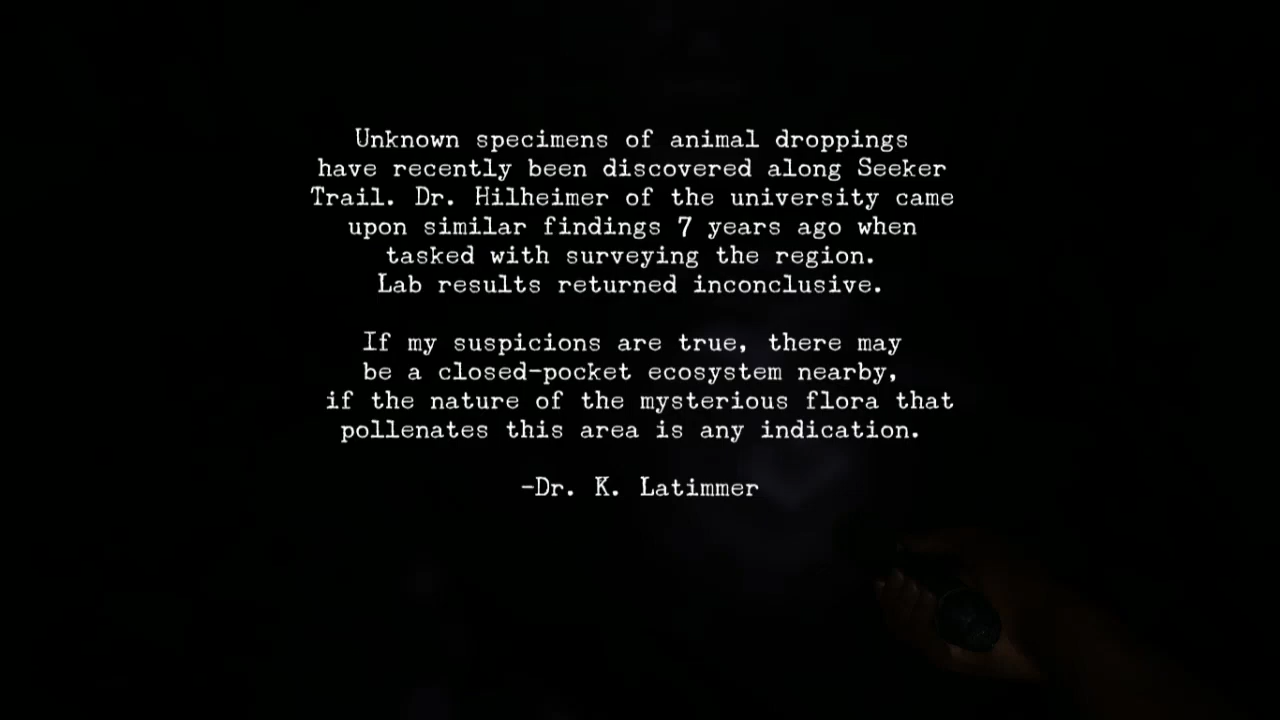 Unknown specimens of animal droppings
have recently been discovered along Seeker
Trail. Dr. Hilheimer of the university came
upon similar findings 7 years ago when
tasked with surveying the region.
Lab results returned inconclusive.
If my suspicions are true, there may
be a closed-pocket ecosystem nearby,
if the nature of the mysterious flora that
pollenates this area is any indication.
-Dr. K. Latimmer